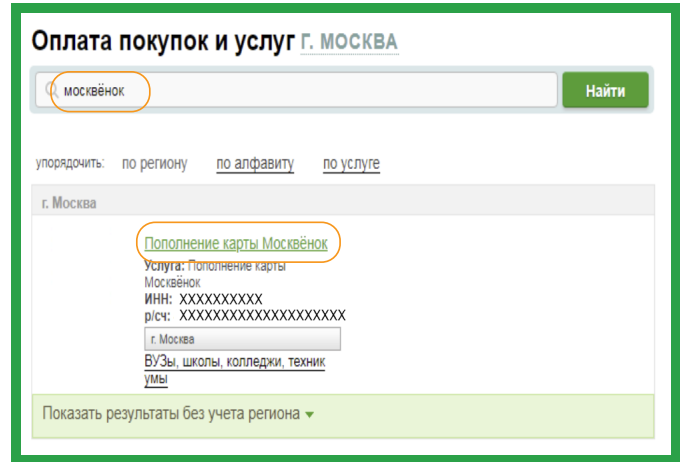 Оплата покупок и услуг г. МОСКВА
москвёнок Найти
упорядочить: по региону по алфавиту по услуге
г. Москва
Пополнение карты Москвёнок
Услуга: Пополнение карты
Москвёнок
ИНН: XXXXXXXXXX
р/сч: XXXXXXXXXXXXXXXXXXXX
г. Москва
ВУЗы, школы, колледжи, техник
умы
Показать результаты без учета региона